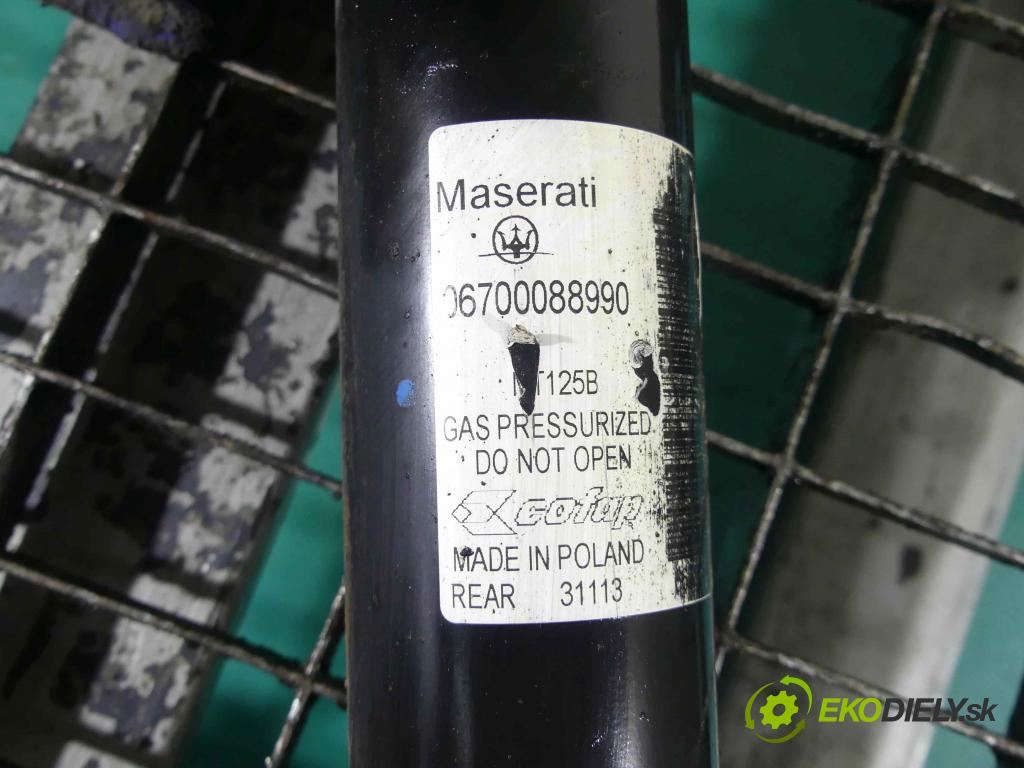 Maserati
06700088990
GAS PRESSURIZED
DO NOT OPEN
cofap
MADE IN POLAND
REAR 31113
EKODIELY.sk